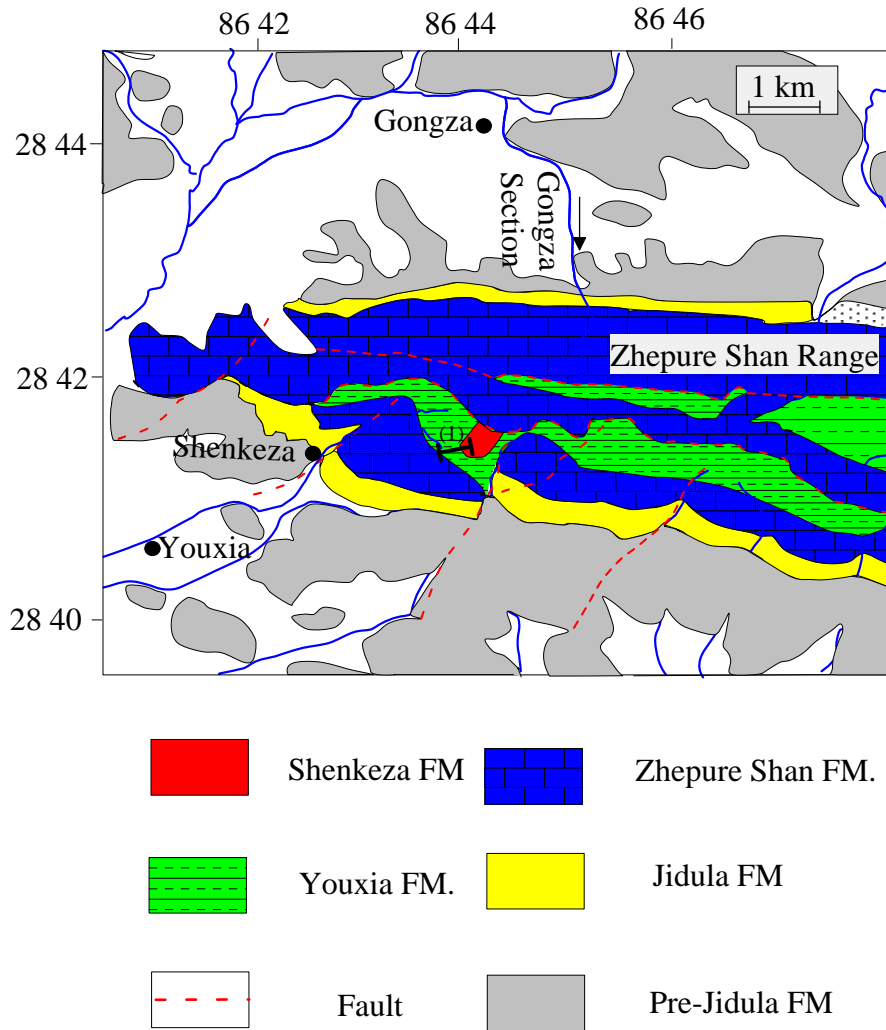 86 42
86 44
86 46
1 km
28 44
Gongza
Gongza
Section
Zhepure Shan Range
28 42
(1)
Shenkeza
Youxia
28 40
Shenkeza FM
Zhepure Shan FM.
Youxia FM.
Jidula FM
Fault
Pre-Jidula FM